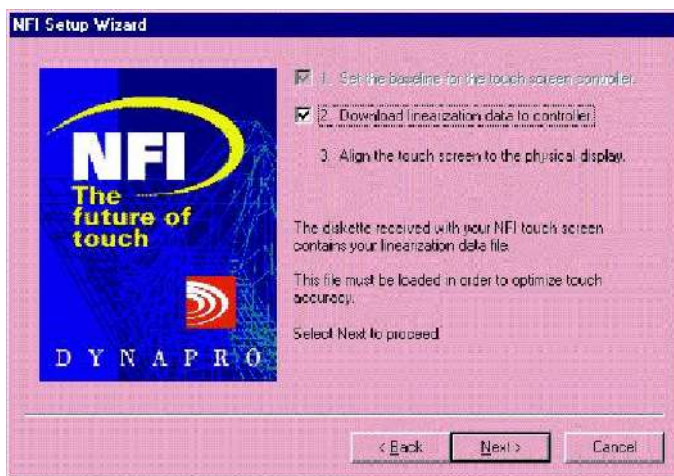 NFI Setup Wizard
NFI
The
future of
touch
DYNAPRO
1. Set the baseline for the touch screen controller.
2. Download linearization data to controller.
3. Align the touch screen to the physical display.
The diskette received with your NFI touch screen
contains your linearization data file.
This file must be loaded in order to optimize touch
accuracy.
Select Next to proceed.
< Back
Next >
Cancel